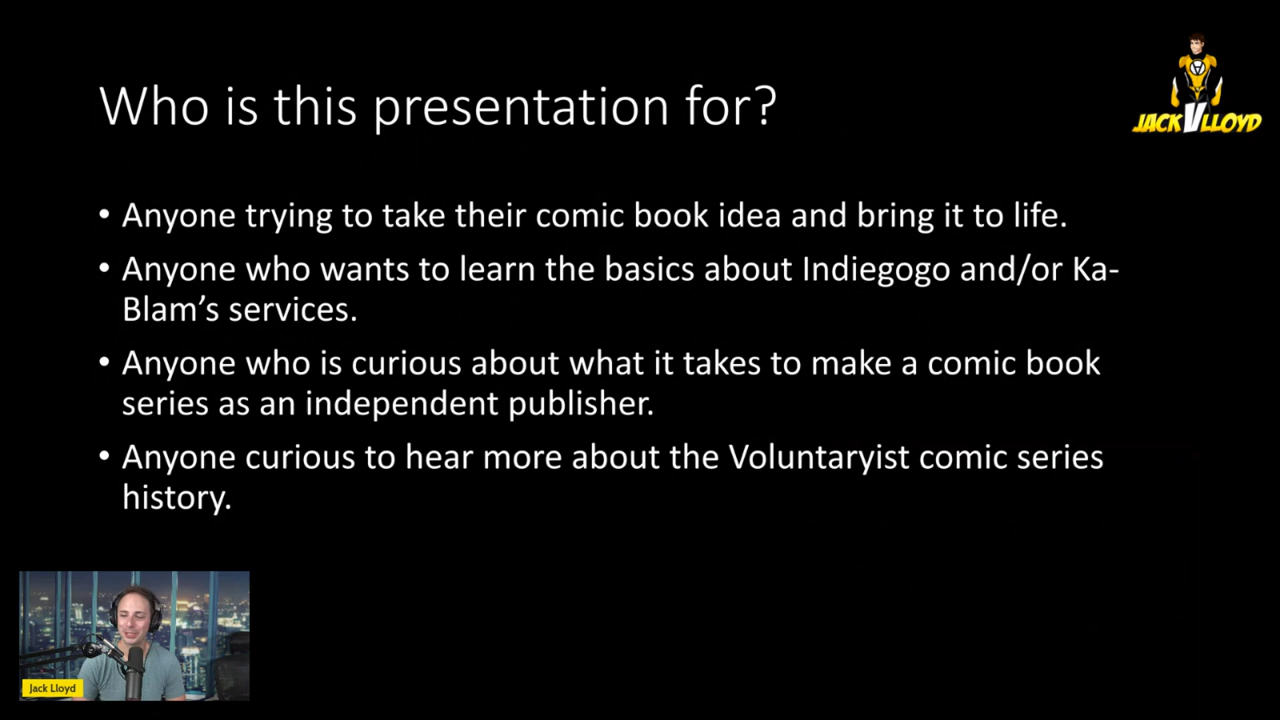 Who is this presentation for?
JACK V LLOYD
• Anyone trying to take their comic book idea and bring it to life.
• Anyone who wants to learn the basics about Indiegogo and/or Ka-
Blam’s services.
• Anyone who is curious about what it takes to make a comic book
series as an independent publisher.
• Anyone curious to hear more about the Voluntaryist comic series
history.
Jack Lloyd